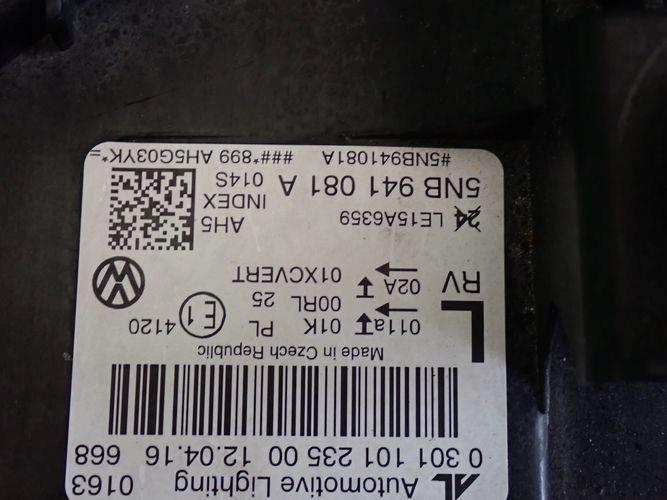 AL Automotive Lighting 0163
0 301 101 235 00 12.04.16 668
Made in Czech Republic
L 011a 01K PL E1 4120
02A 00RL 25
RV 01XCVERT
24 LE15A6359 AH5
INDEX
5NB 941 081 A 014S
#5NB941081A ###*899 AH5G03YK*=